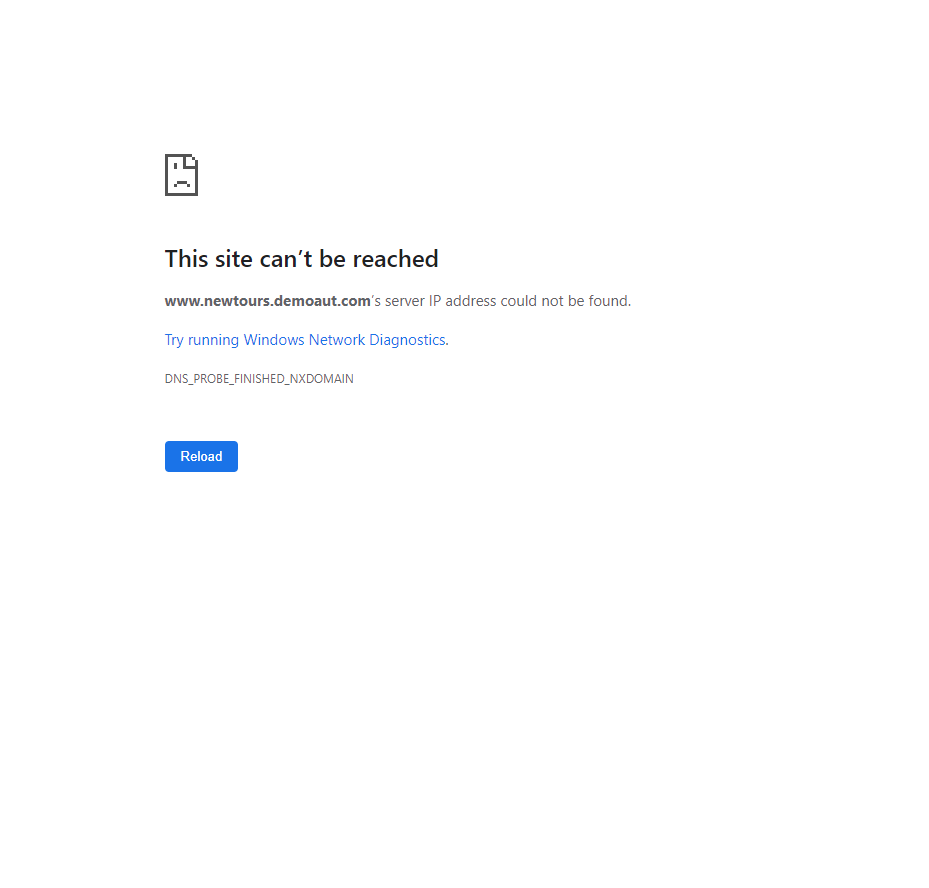 This site can’t be reached
www.newtours.demoaut.com’s server IP address could not be found.
Try running Windows Network Diagnostics.
DNS_PROBE_FINISHED_NXDOMAIN
Reload